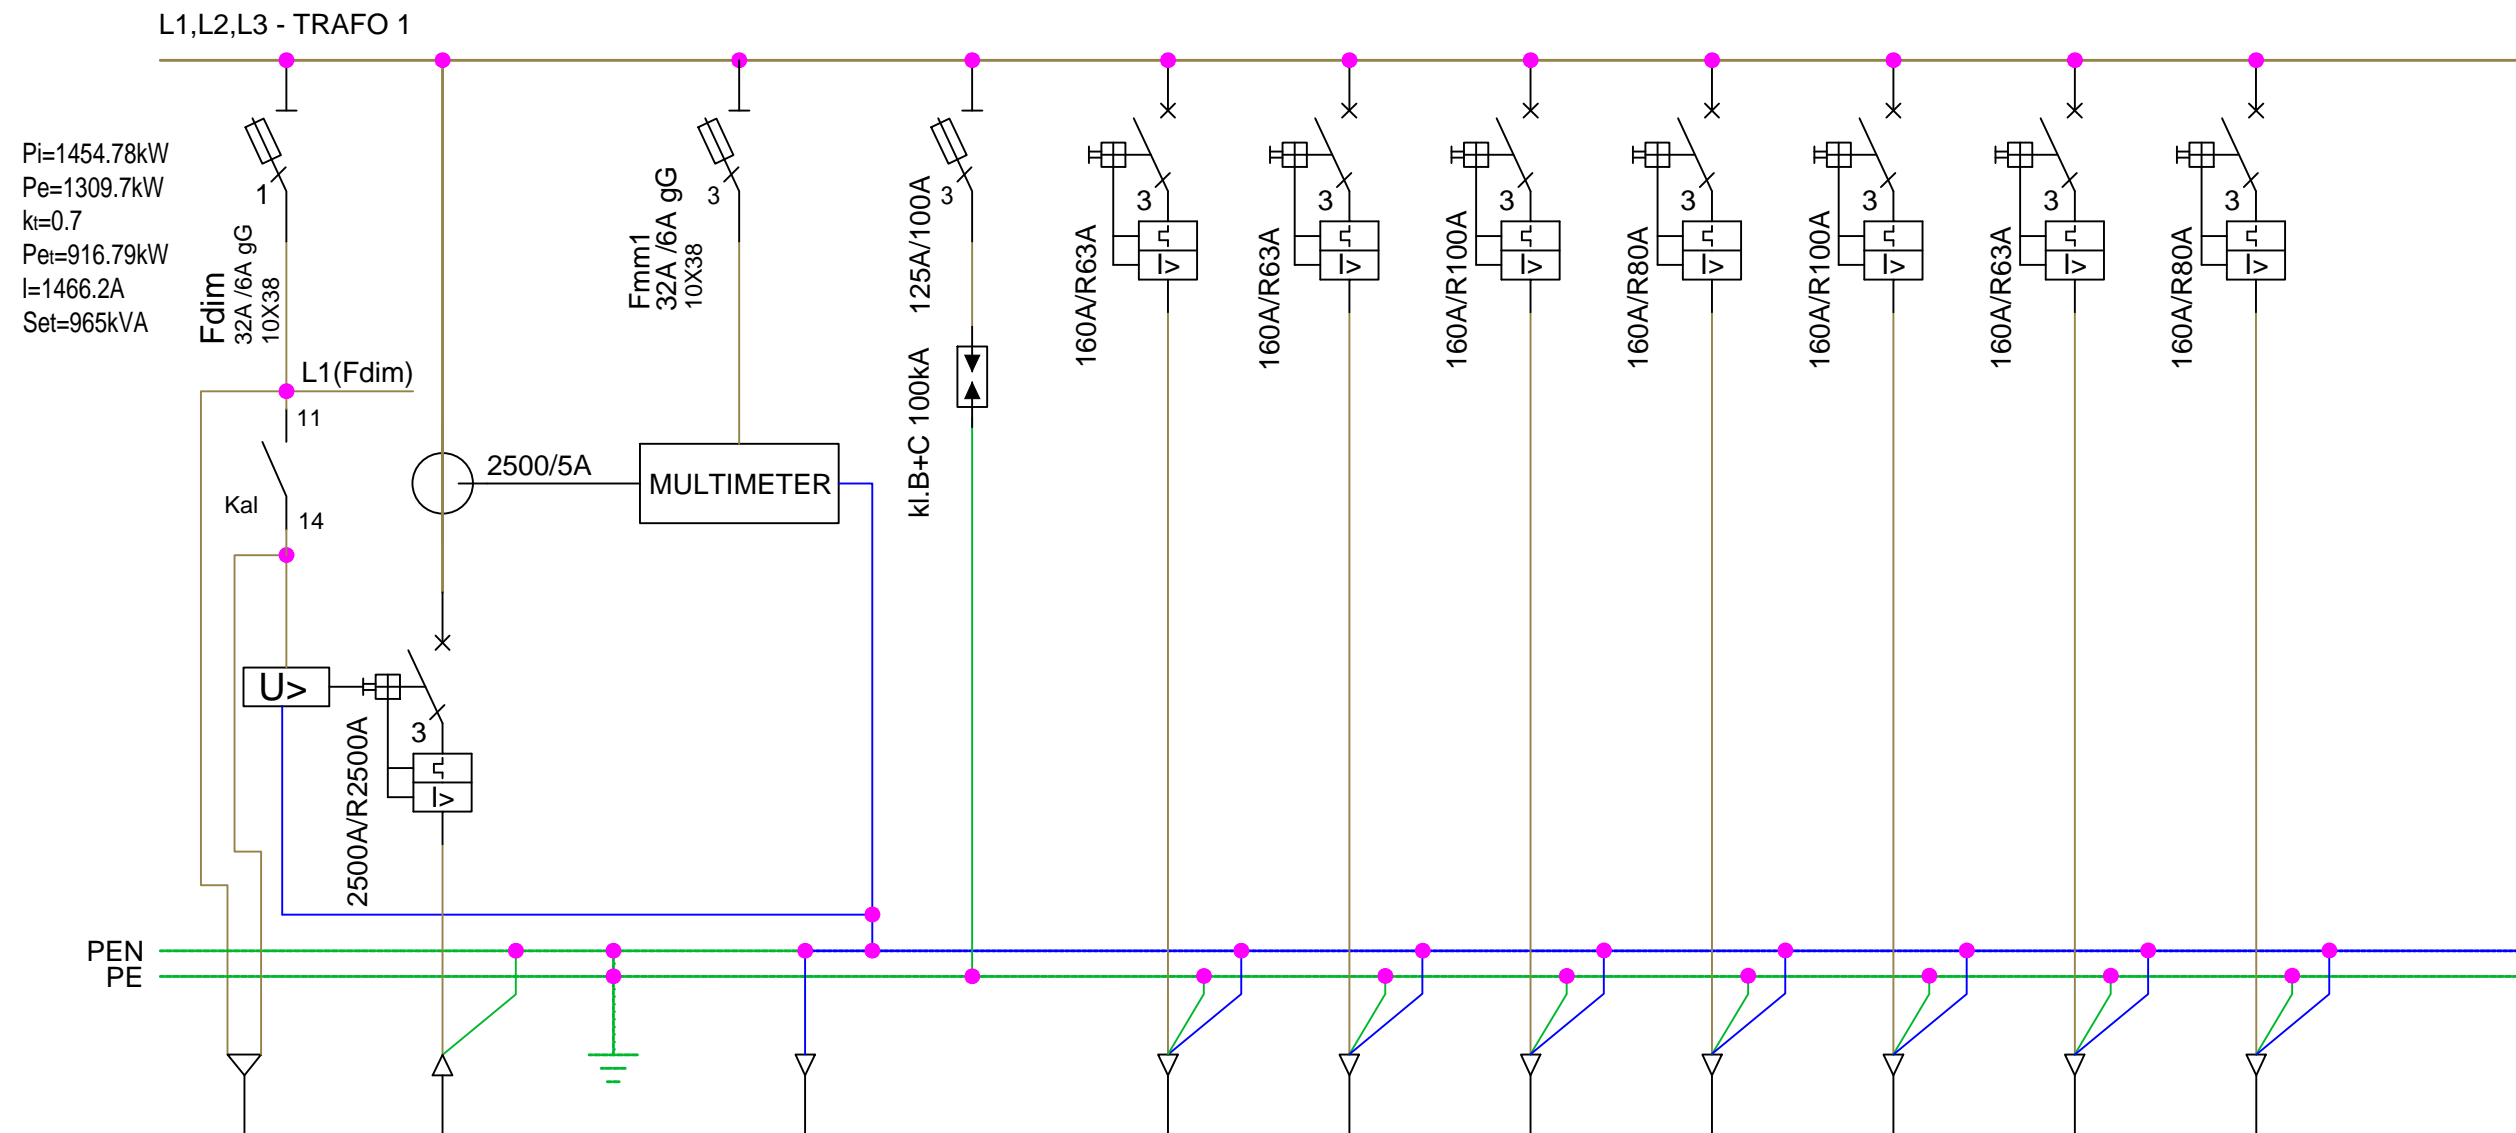 L1,L2,L3 - TRAFO 1
Pi=1454.78kW
Pe=1309.7kW
kt=0.7
Pet=916.79kW
I=1466.2A
Set=965kVA
1
Fdim
32A /6A gG
10X38
L1(Fdim)
11
Kal
14
U>
2500A/R2500A
3
I>
2500/5A
MULTIMETER
3
Fmm1
32A /6A gG
10X38
3
125A/100A
kl.B+C 100kA
3
160A/R63A
I>
3
160A/R63A
I>
3
160A/R100A
I>
3
160A/R80A
I>
3
160A/R100A
I>
3
160A/R63A
I>
3
160A/R80A
I>
PEN
PE